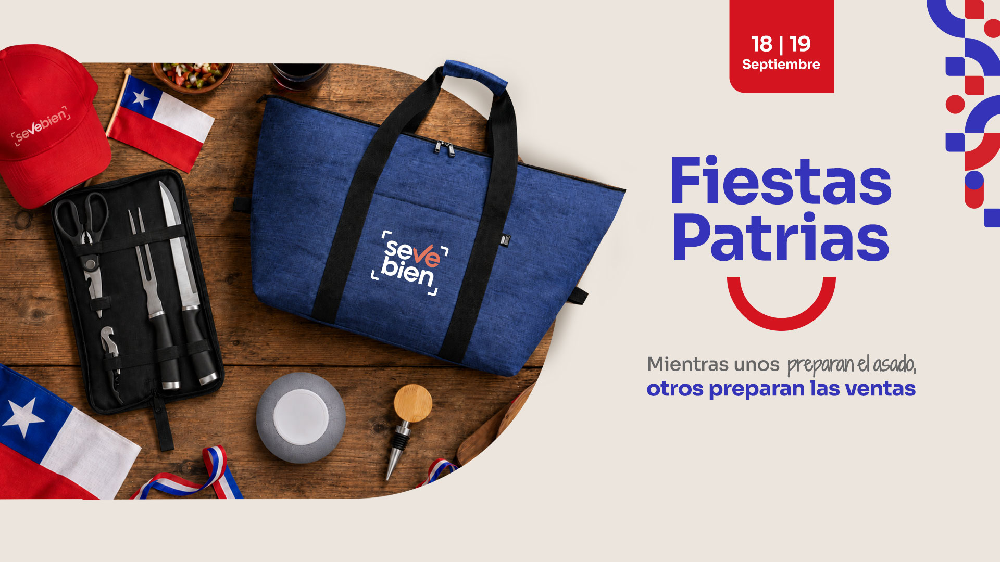 18 | 19
Septiembre
sevebien
seve
bien
Fiestas
Patrias
Mientras unos preparan el asado,
otros preparan las ventas